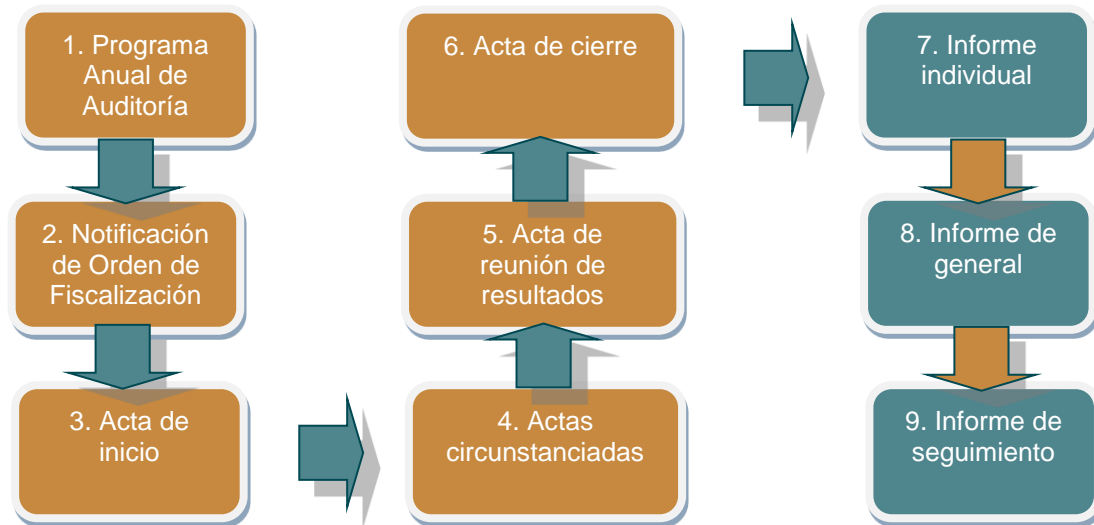 1. Programa
Anual de
Auditoría
2. Notificación
de Orden de
Fiscalización
3. Acta de
inicio
4. Actas
circunstanciadas
5. Acta de
reunión de
resultados
6. Acta de cierre
7. Informe
individual
8. Informe de
general
9. Informe de
seguimiento